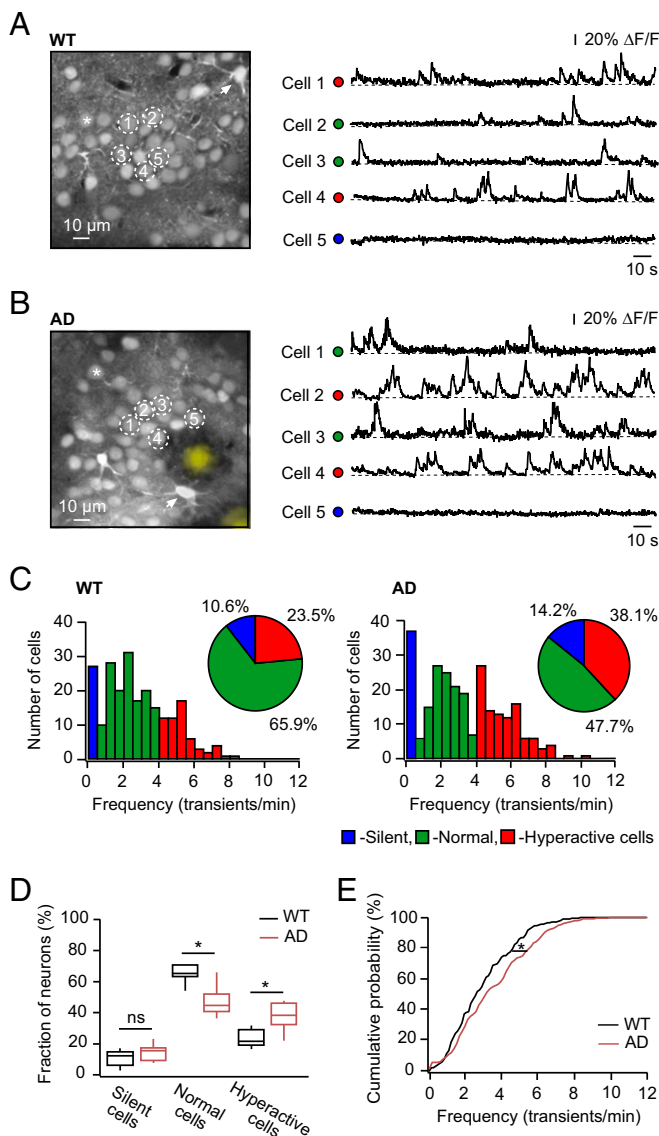 A
WT
*
1
2
3
5
4
10 µm
I 20% ΔF/F
Cell 1
Cell 2
Cell 3
Cell 4
Cell 5
10 s
B
AD
*
2
3
1
5
4
10 µm
I 20% ΔF/F
Cell 1
Cell 2
Cell 3
Cell 4
Cell 5
10 s
C
WT
Number of cells
40
30
20
10
0
0 2 4 6 8 10 12
Frequency (transients/min)
10.6%
23.5%
65.9%
AD
Number of cells
40
30
20
10
0
0 2 4 6 8 10 12
Frequency (transients/min)
14.2%
38.1%
47.7%
-Silent, -Normal, -Hyperactive cells
D
Fraction of neurons (%)
100
80
60
40
20
0
WT
AD
ns
*
*
Silent cells
Normal cells
Hyperactive cells
E
Cumulative probability (%)
100
80
60
40
20
0
*
WT
AD
0 2 4 6 8 10 12
Frequency (transients/min)